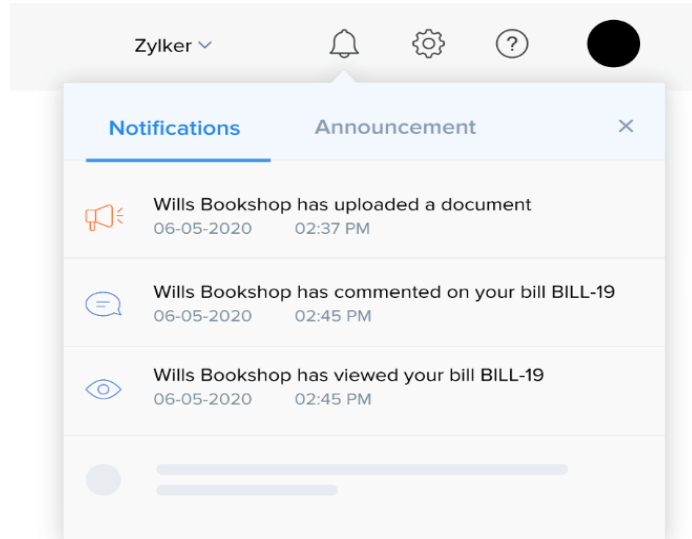 Zylker
?
Notifications Announcement
Wills Bookshop has uploaded a document
06-05-2020 02:37 PM
Wills Bookshop has commented on your bill BILL-19
06-05-2020 02:45 PM
Wills Bookshop has viewed your bill BILL-19
06-05-2020 02:45 PM